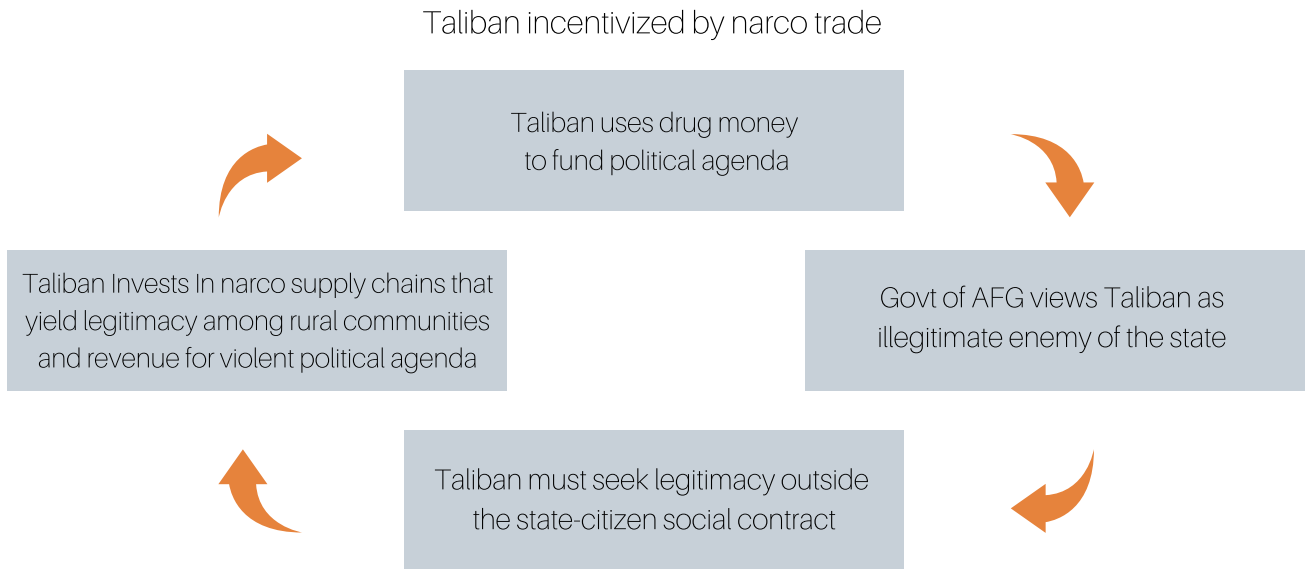 Taliban incentivized by narco trade
Taliban uses drug money
to fund political agenda
Taliban Invests In narco supply chains that
yield legitimacy among rural communities
and revenue for violent political agenda
Govt of AFG views Taliban as
illegitimate enemy of the state
Taliban must seek legitimacy outside
the state-citizen social contract